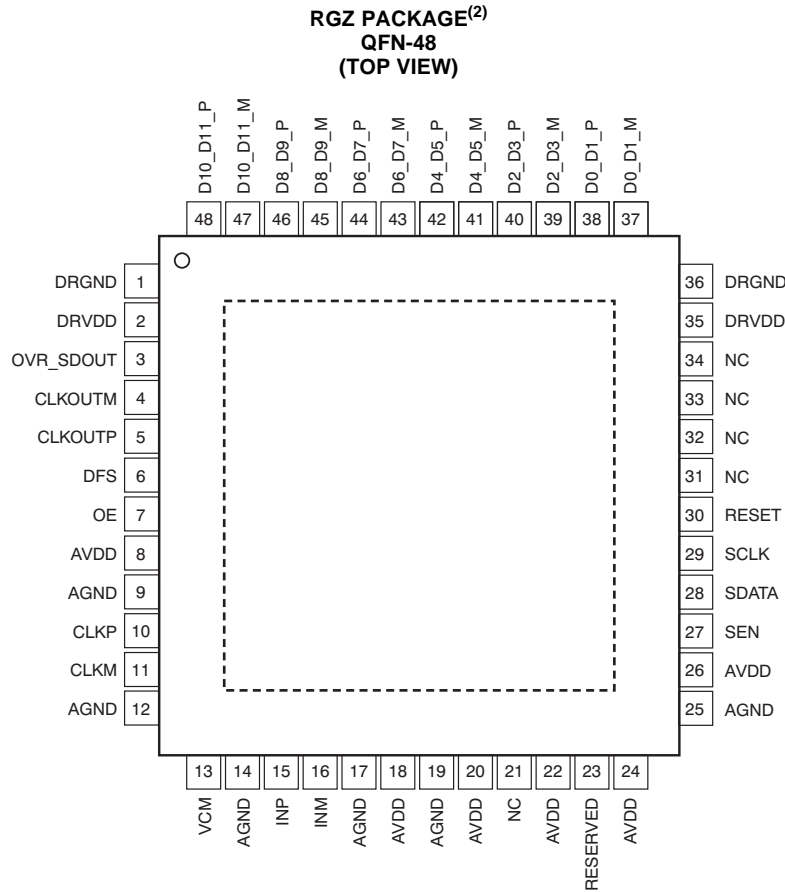 RGZ PACKAGE(2)
QFN-48
(TOP VIEW)
D10_D11_P
D10_D11_M
D8_D9_P
D8_D9_M
D6_D7_P
D6_D7_M
D4_D5_P
D4_D5_M
D2_D3_P
D2_D3_M
D0_D1_P
D0_D1_M
48 47 46 45 44 43 42 41 40 39 38 37
DRGND 1 36 DRGND
DRVDD 2 35 DRVDD
OVR_SDOUT 3 34 NC
CLKOUTM 4 33 NC
CLKOUTP 5 32 NC
DFS 6 31 NC
OE 7 30 RESET
AVDD 8 29 SCLK
AGND 9 28 SDATA
CLKP 10 27 SEN
CLKM 11 26 AVDD
AGND 12 25 AGND
13 14 15 16 17 18 19 20 21 22 23 24
VCM
AGND
INP
INM
AGND
AVDD
AGND
AVDD
NC
AVDD
RESERVED
AVDD